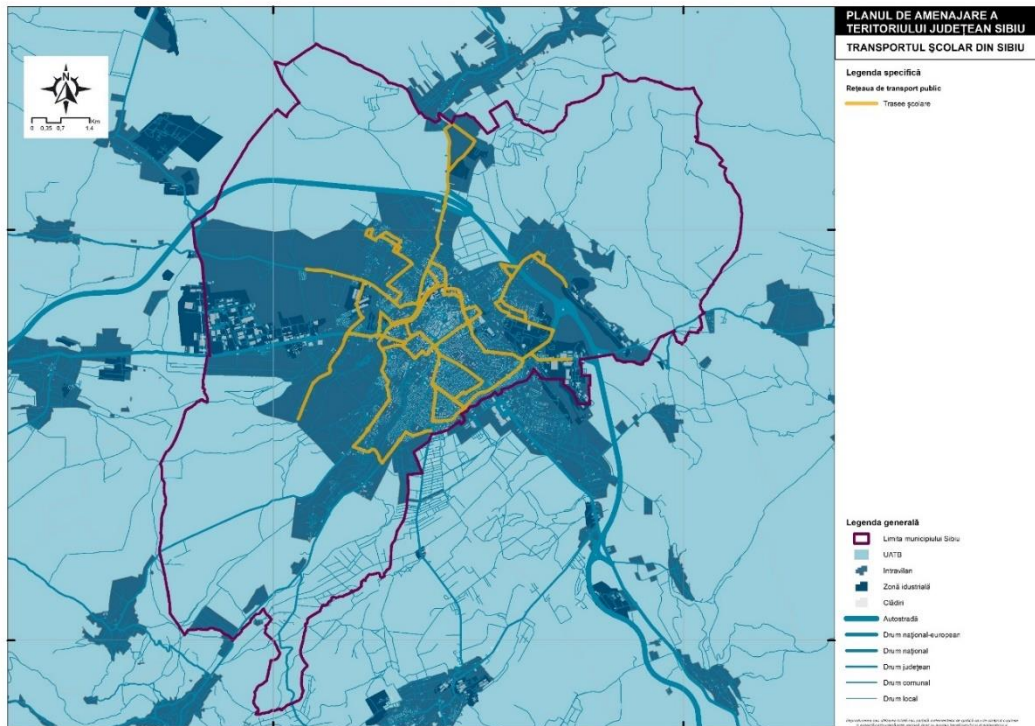 PLANUL DE AMENAJARE A
TERITORIULUI JUDEȚEAN SIBIU
TRANSPORTUL ȘCOLAR DIN SIBIU
Legenda specifică
Rețeaua de transport public
Trasee școlare
N
Km
0 0,35 0,7 1,4
Legenda generală
Limita municipiului Sibiu
UATB
Intravilan
Zonă idustrială
Clădiri
Autostradă
Drum național-european
Drum național
Drum județean
Drum comunal
Drum local